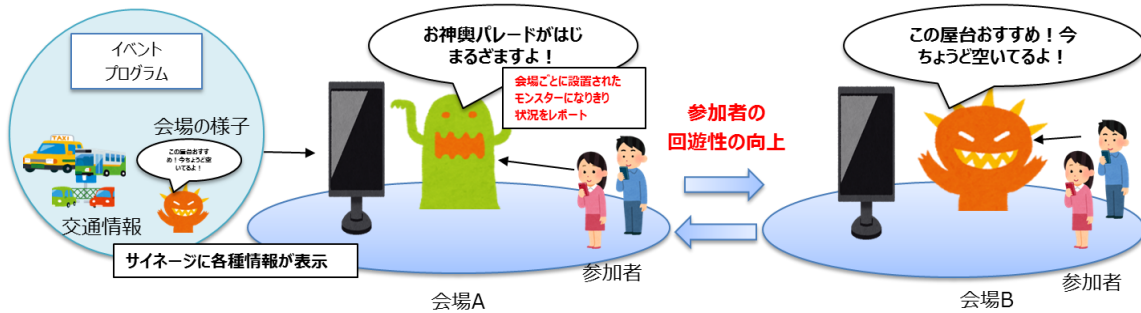 イベント
プログラム
会場の様子
この屋台おすす
め！今ちょうど空
いてるよ！
交通情報
TAXI
サイネージに各種情報が表示
お神輿パレードがはじ
まるざますよ！
会場ごとに設置された
モンスターになりきり
状況をレポート
参加者
会場A
参加者の
回遊性の向上
この屋台おすすめ！今
ちょうど空いてるよ！
参加者
会場B